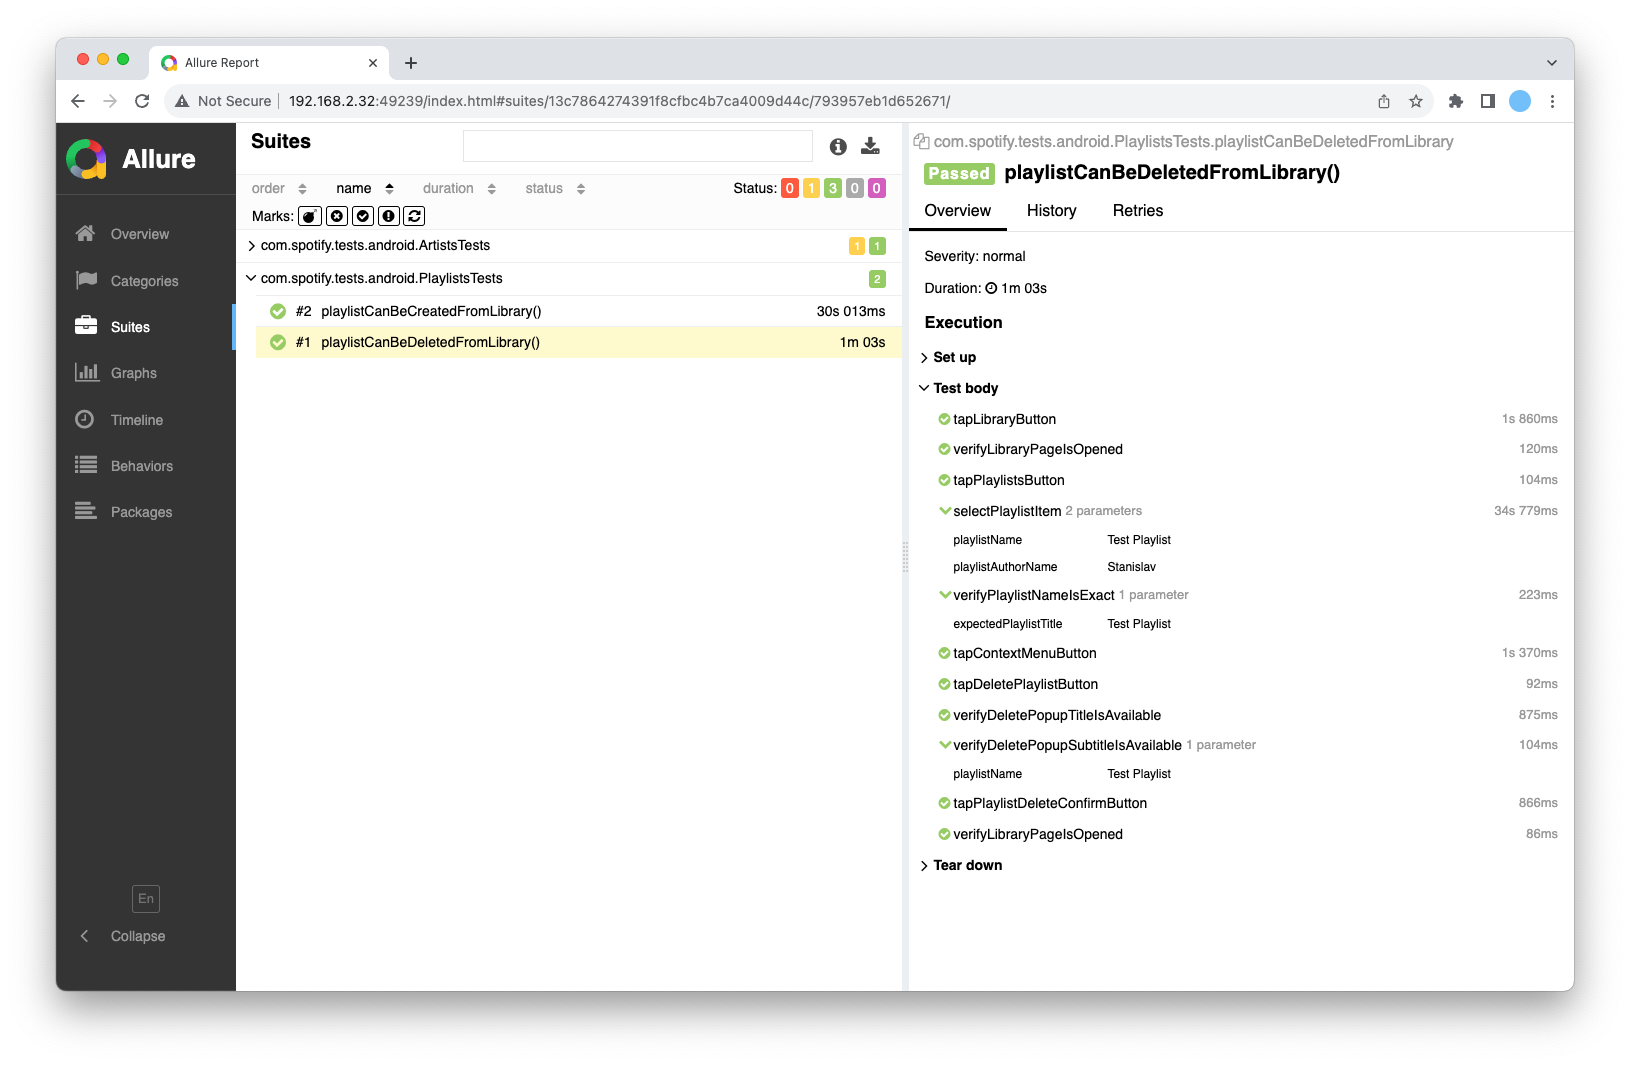 Allure Report
Not Secure 192.168.2.32:49239/index.html#suites/13c7864274391f8cfbc4b7ca4009d44c/793957eb1d652671/
Allure
Overview
Categories
Suites
Graphs
Timeline
Behaviors
Packages
En
Collapse
Suites
order name duration status Status: 0 1 3 0 0
Marks:
com.spotify.tests.android.ArtistsTests 1 1
com.spotify.tests.android.PlaylistsTests 2
#2 playlistCanBeCreatedFromLibrary() 30s 013ms
#1 playlistCanBeDeletedFromLibrary() 1m 03s
com.spotify.tests.android.PlaylistsTests.playlistCanBeDeletedFromLibrary
Passed playlistCanBeDeletedFromLibrary()
Overview History Retries
Severity: normal
Duration: 1m 03s
Execution
Set up
Test body
tapLibraryButton 1s 860ms
verifyLibraryPageIsOpened 120ms
tapPlaylistsButton 104ms
selectPlaylistItem 2 parameters 34s 779ms
playlistName Test Playlist
playlistAuthorName Stanislav
verifyPlaylistNameIsExact 1 parameter 223ms
expectedPlaylistTitle Test Playlist
tapContextMenuButton 1s 370ms
tapDeletePlaylistButton 92ms
verifyDeletePopupTitleIsAvailable 875ms
verifyDeletePopupSubtitleIsAvailable 1 parameter 104ms
playlistName Test Playlist
tapPlaylistDeleteConfirmButton 866ms
verifyLibraryPageIsOpened 86ms
Tear down